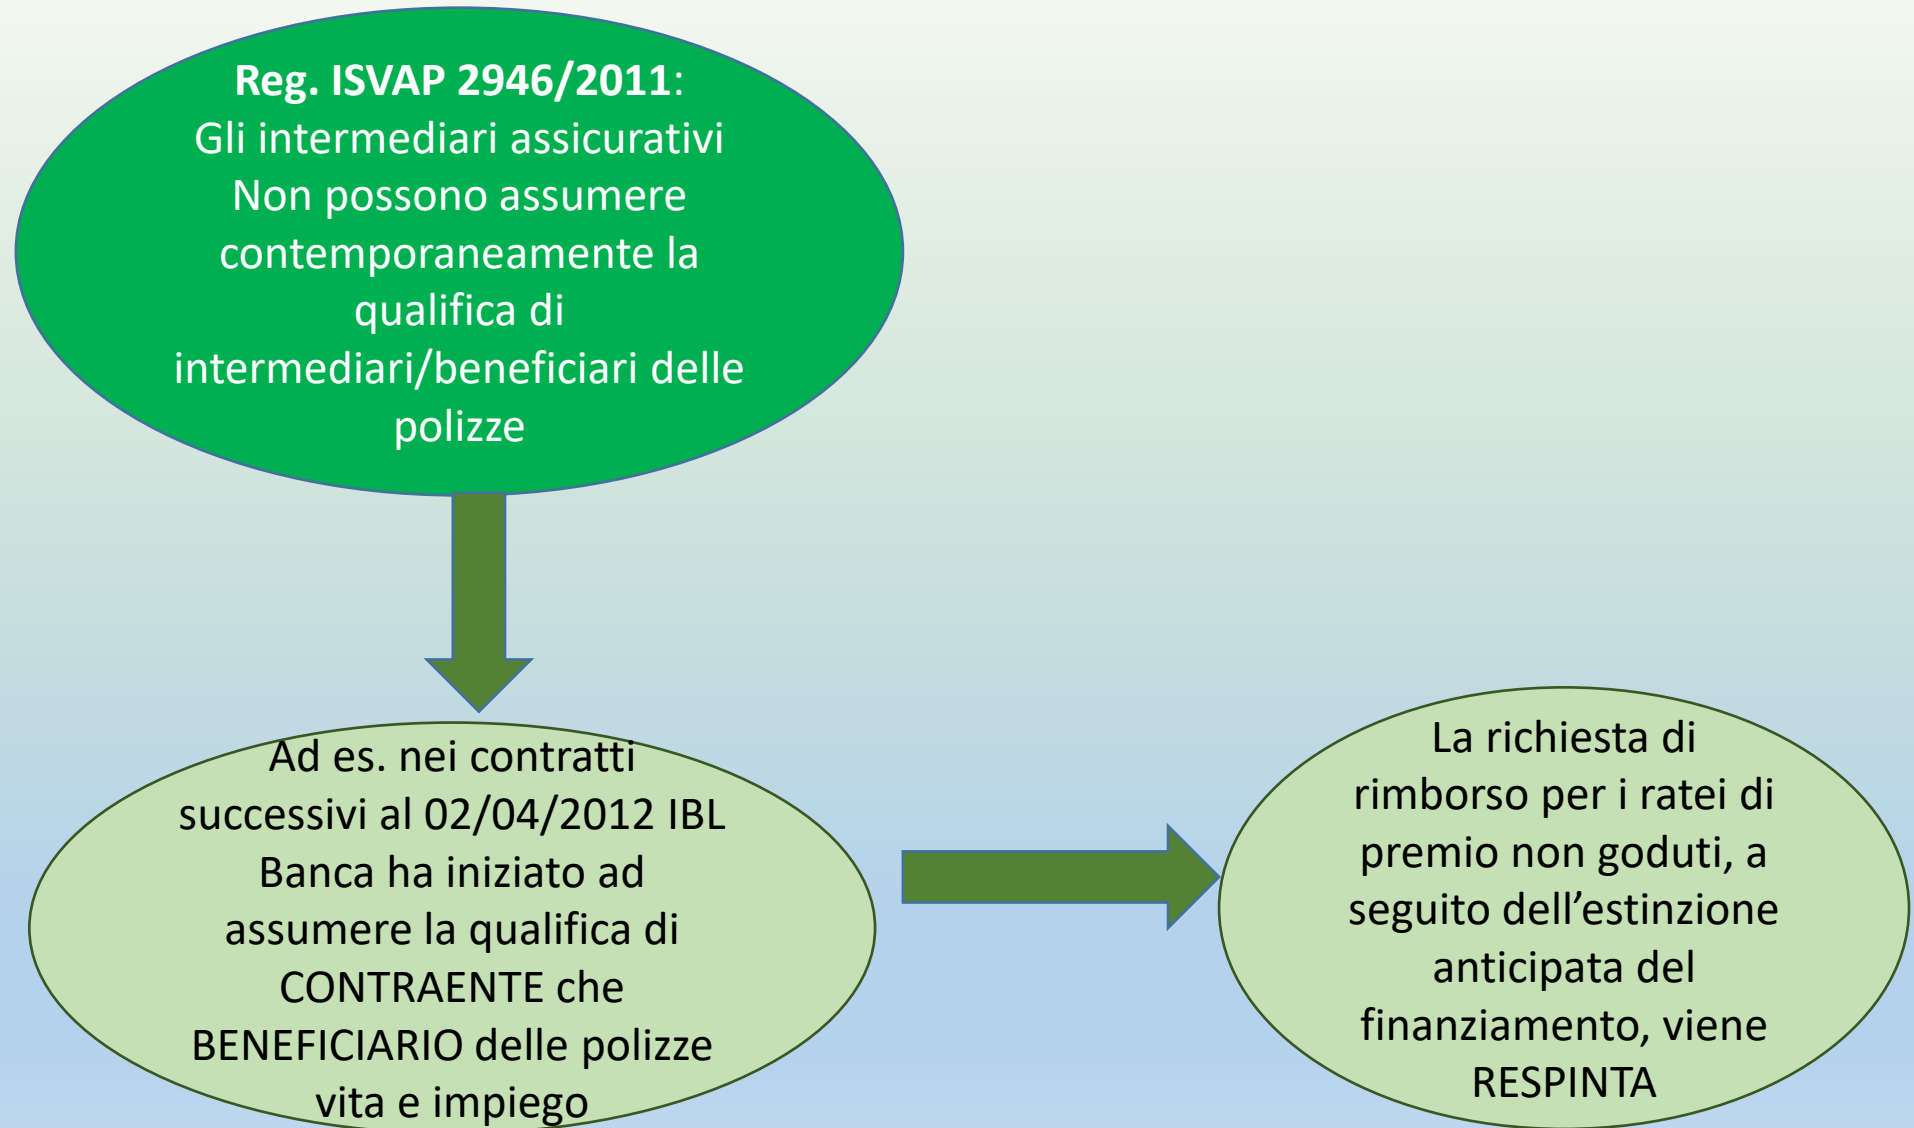 Reg. ISVAP 2946/2011:
Gli intermediari assicurativi
Non possono assumere
contemporaneamente la
qualifica di
intermediari/beneficiari delle
polizze
Ad es. nei contratti
successivi al 02/04/2012 IBL
Banca ha iniziato ad
assumere la qualifica di
CONTRAENTE che
BENEFICIARIO delle polizze
vita e impiego
La richiesta di
rimborso per i ratei di
premio non goduti, a
seguito dell’estinzione
anticipata del
finanziamento, viene
RESPINTA